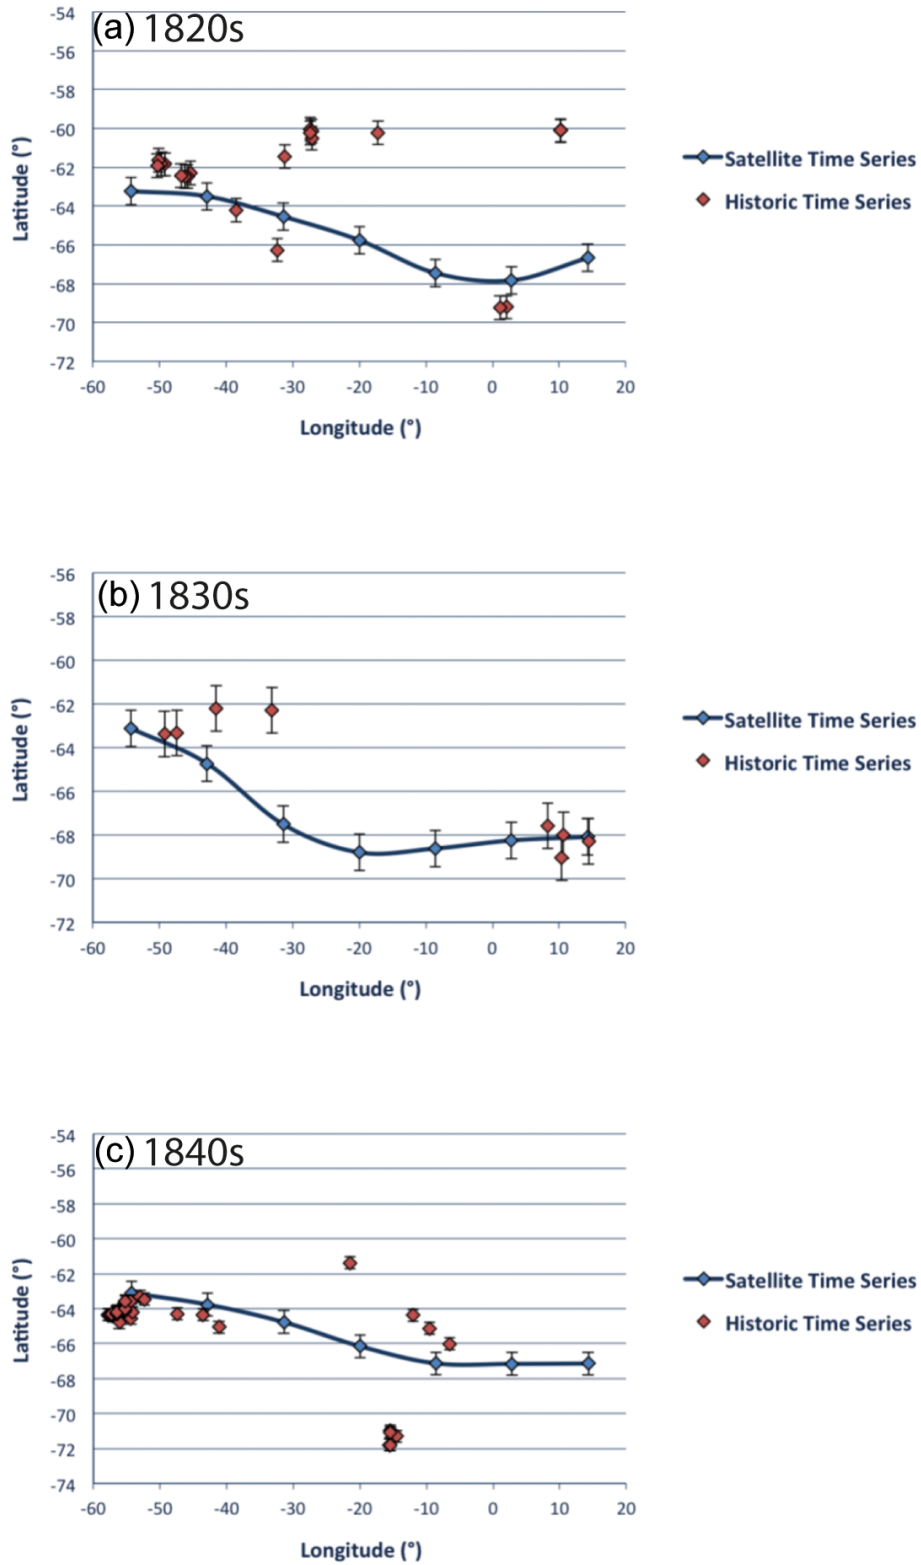 (a) 1820s
-54
-56
-58
-60
-62
-64
-66
-68
-70
-72
Latitude (°)
-60 -50 -40 -30 -20 -10 0 10 20
Longitude (°)
Satellite Time Series
Historic Time Series
(b) 1830s
-56
-58
-60
-62
-64
-66
-68
-70
-72
Latitude (°)
-60 -50 -40 -30 -20 -10 0 10 20
Longitude (°)
Satellite Time Series
Historic Time Series
(c) 1840s
-54
-56
-58
-60
-62
-64
-66
-68
-70
-72
-74
Latitude (°)
-60 -50 -40 -30 -20 -10 0 10 20
Longitude (°)
Satellite Time Series
Historic Time Series